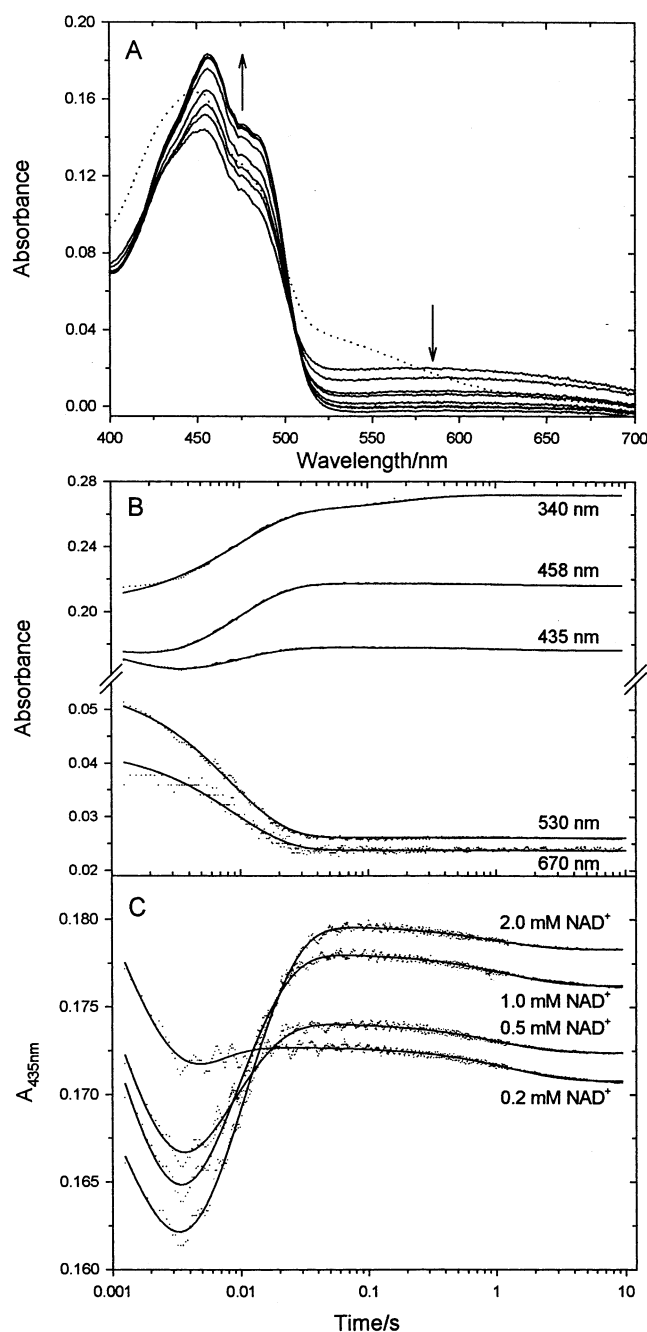 A
Absorbance
0.20
0.16
0.12
0.08
0.04
0.00
400
450
500
550
600
650
700
Wavelength/nm
B
Absorbance
0.28
0.24
0.20
0.05
0.04
0.03
0.02
340 nm
458 nm
435 nm
530 nm
670 nm
C
A435nm
0.180
0.175
0.170
0.165
0.160
2.0 mM NAD+
1.0 mM NAD+
0.5 mM NAD+
0.2 mM NAD+
0.001
0.01
0.1
1
10
Time/s